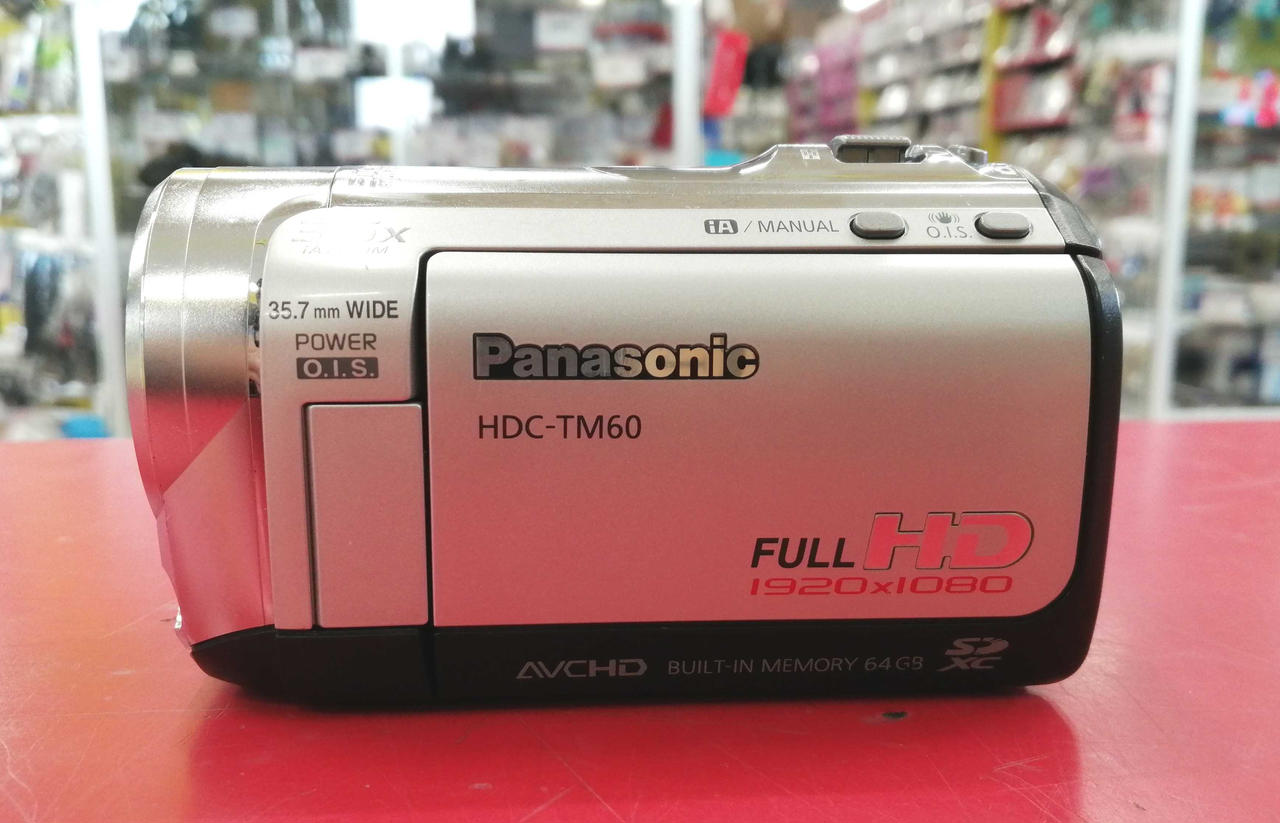 iA / MANUAL
O.I.S.
35.7 mm WIDE
POWER
O.I.S.
Panasonic
HDC-TM60
FULL HD
1920x1080
AVCHD BUILT-IN MEMORY 64GB SD
XC